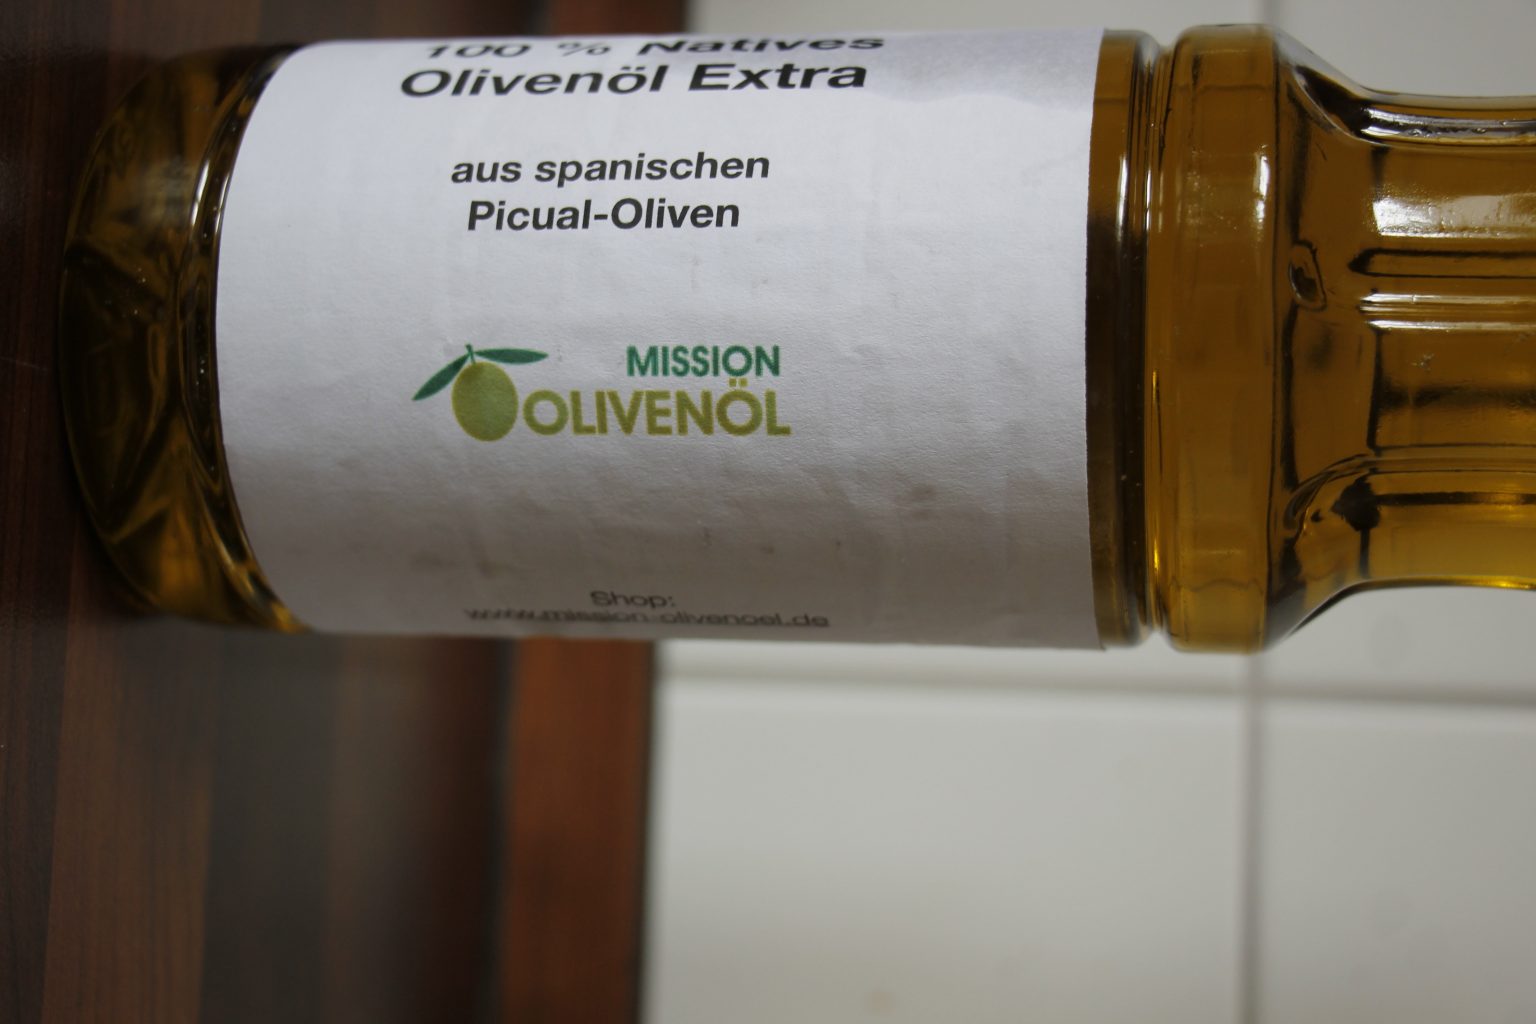 100 % Natives
Olivenöl Extra
aus spanischen
Picual-Oliven
MISSION
OLIVENÖL
Shop:
www.mission-olivenoel.de